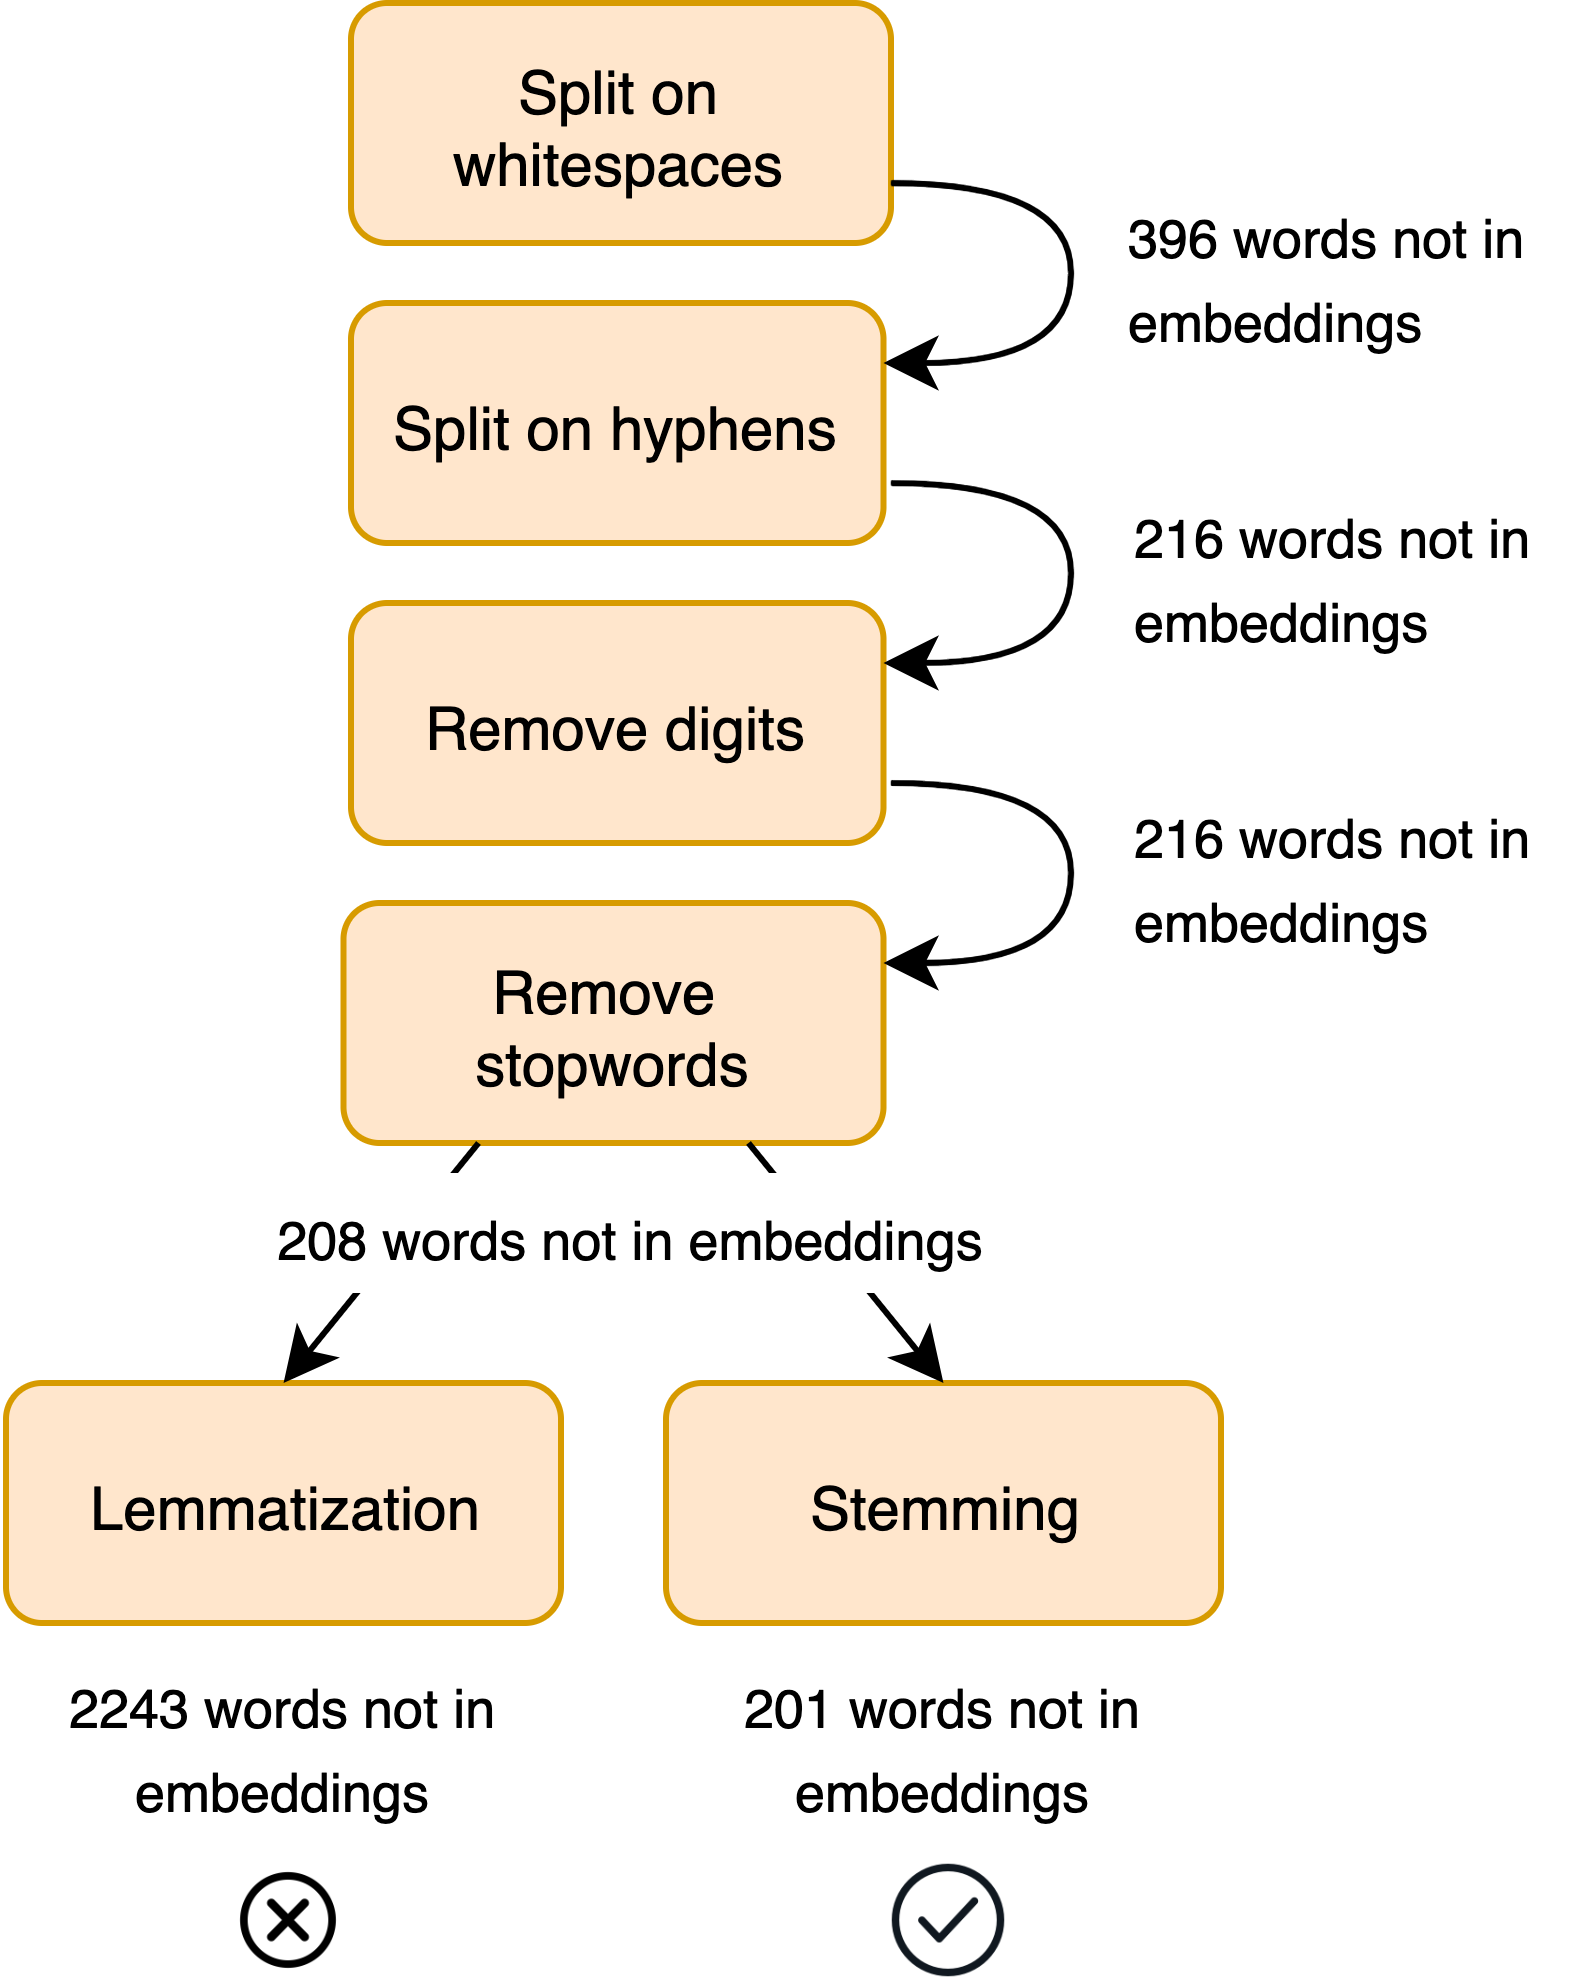 Split on
whitespaces
396 words not in
embeddings
Split on hyphens
216 words not in
embeddings
Remove digits
216 words not in
embeddings
Remove
stopwords
208 words not in embeddings
Lemmatization
Stemming
2243 words not in
embeddings
201 words not in
embeddings